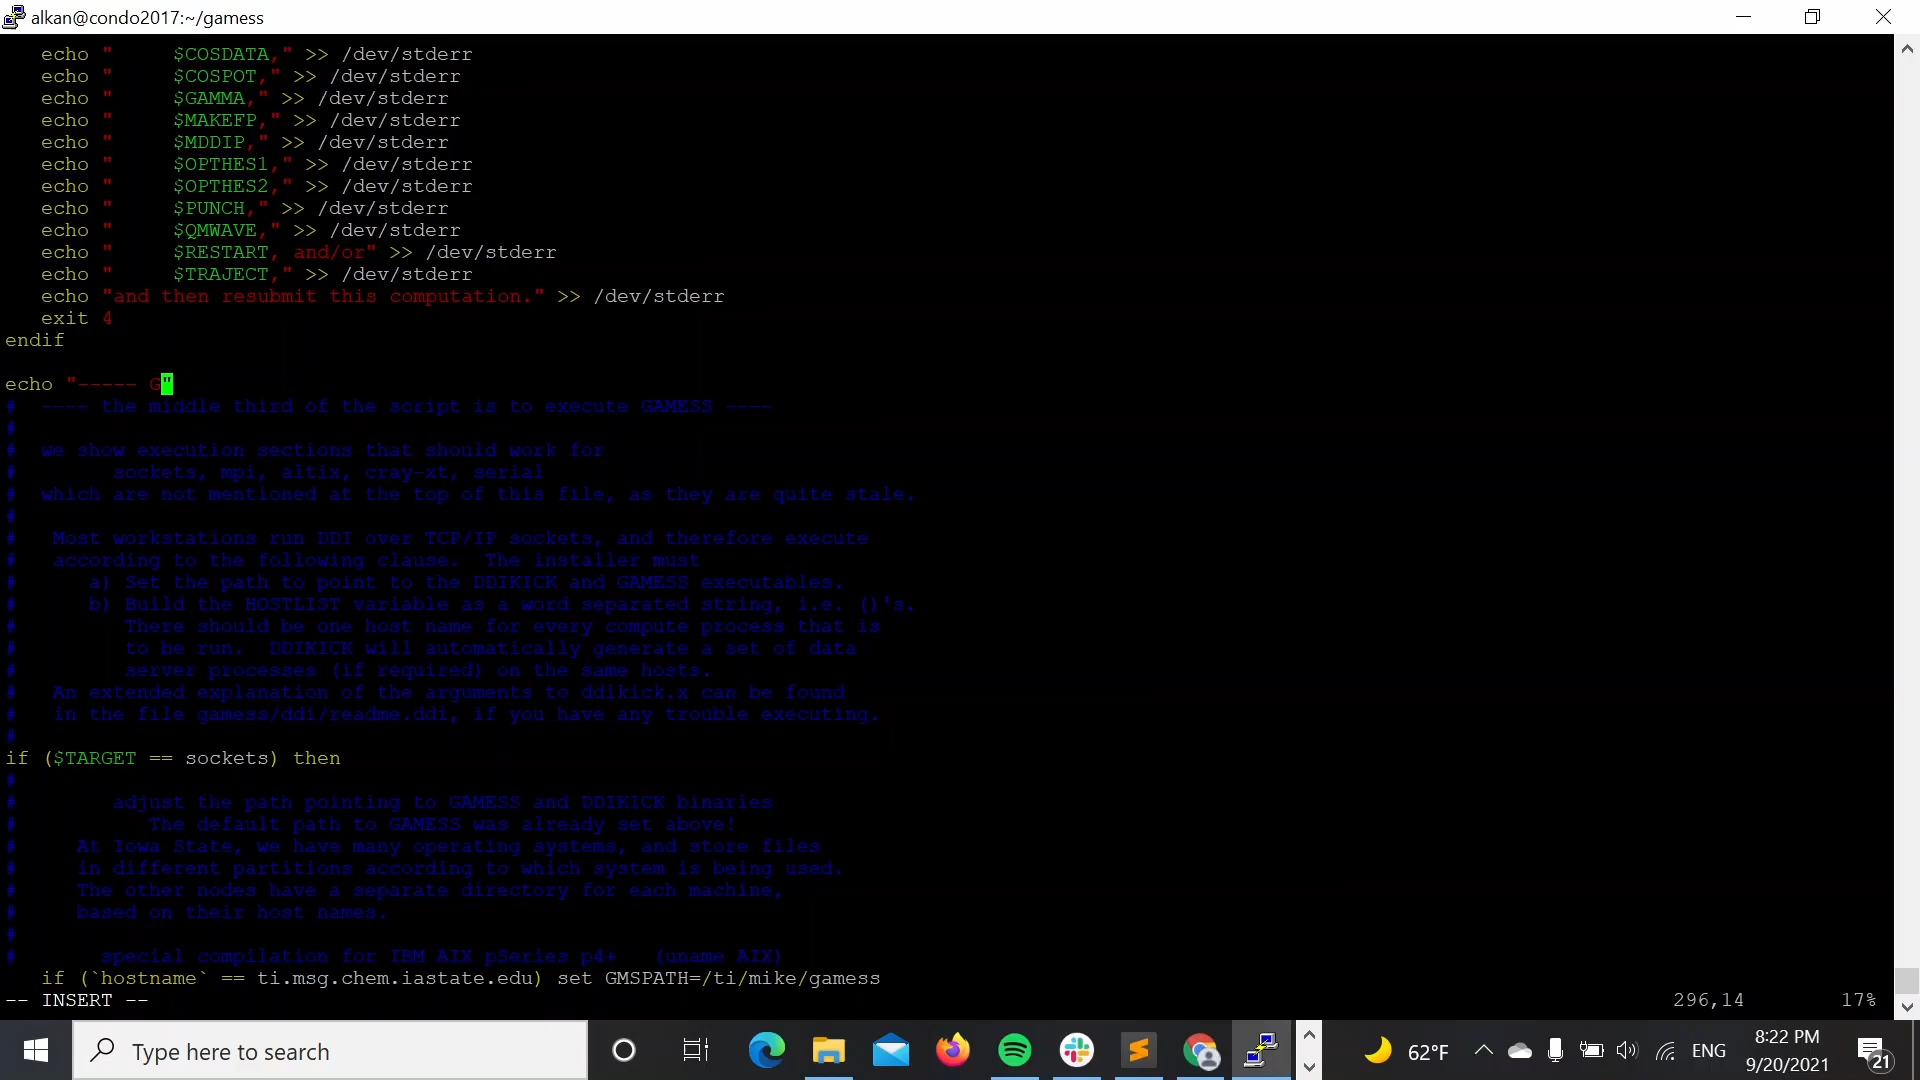 alkan@condo2017:~/gamess
echo "     $COSDATA," >> /dev/stderr
echo "     $COSPOT," >> /dev/stderr
echo "     $GAMMA," >> /dev/stderr
echo "     $MAKEFP," >> /dev/stderr
echo "     $MDDIP," >> /dev/stderr
echo "     $OPTHES1," >> /dev/stderr
echo "     $OPTHES2," >> /dev/stderr
echo "     $PUNCH," >> /dev/stderr
echo "     $QMWAVE," >> /dev/stderr
echo "     $RESTART, and/or" >> /dev/stderr
echo "     $TRAJECT," >> /dev/stderr
echo "and then resubmit this computation." >> /dev/stderr
exit 4
endif
echo "----- G"
#  ---- the middle third of the script is to execute GAMESS ----
#
#  we show execution sections that should work for
#        sockets, mpi, altix, cray-xt, serial
#  which are not mentioned at the top of this file, as they are quite stale.
#
#   Most workstations run DDI over TCP/IP sockets, and therefore execute
#   according to the following clause.  The installer must
#      a) Set the path to point to the DDIKICK and GAMESS executables.
#      b) Build the HOSTLIST variable as a word separated string, i.e. ()'s.
#         There should be one host name for every compute process that is
#         to be run.  DDIKICK will automatically generate a set of data
#         server processes (if required) on the same hosts.
#   An extended explanation of the arguments to ddikick.x can be found
#   in the file gamess/ddi/readme.ddi, if you have any trouble executing.
#
if ($TARGET == sockets) then
#
#        adjust the path pointing to GAMESS and DDIKICK binaries
#           The default path to GAMESS was already set above!
#     At Iowa State, we have many operating systems, and store files
#     in different partitions according to which system is being used.
#     The other nodes have a separate directory for each machine,
#     based on their host names.
#
#       special compilation for IBM AIX pSeries p4+   (uname AIX)
if (`hostname` == ti.msg.chem.iastate.edu) set GMSPATH=/ti/mike/gamess
-- INSERT -- 296,14 17%
Type here to search 62°F ENG 8:22 PM
9/20/2021 21